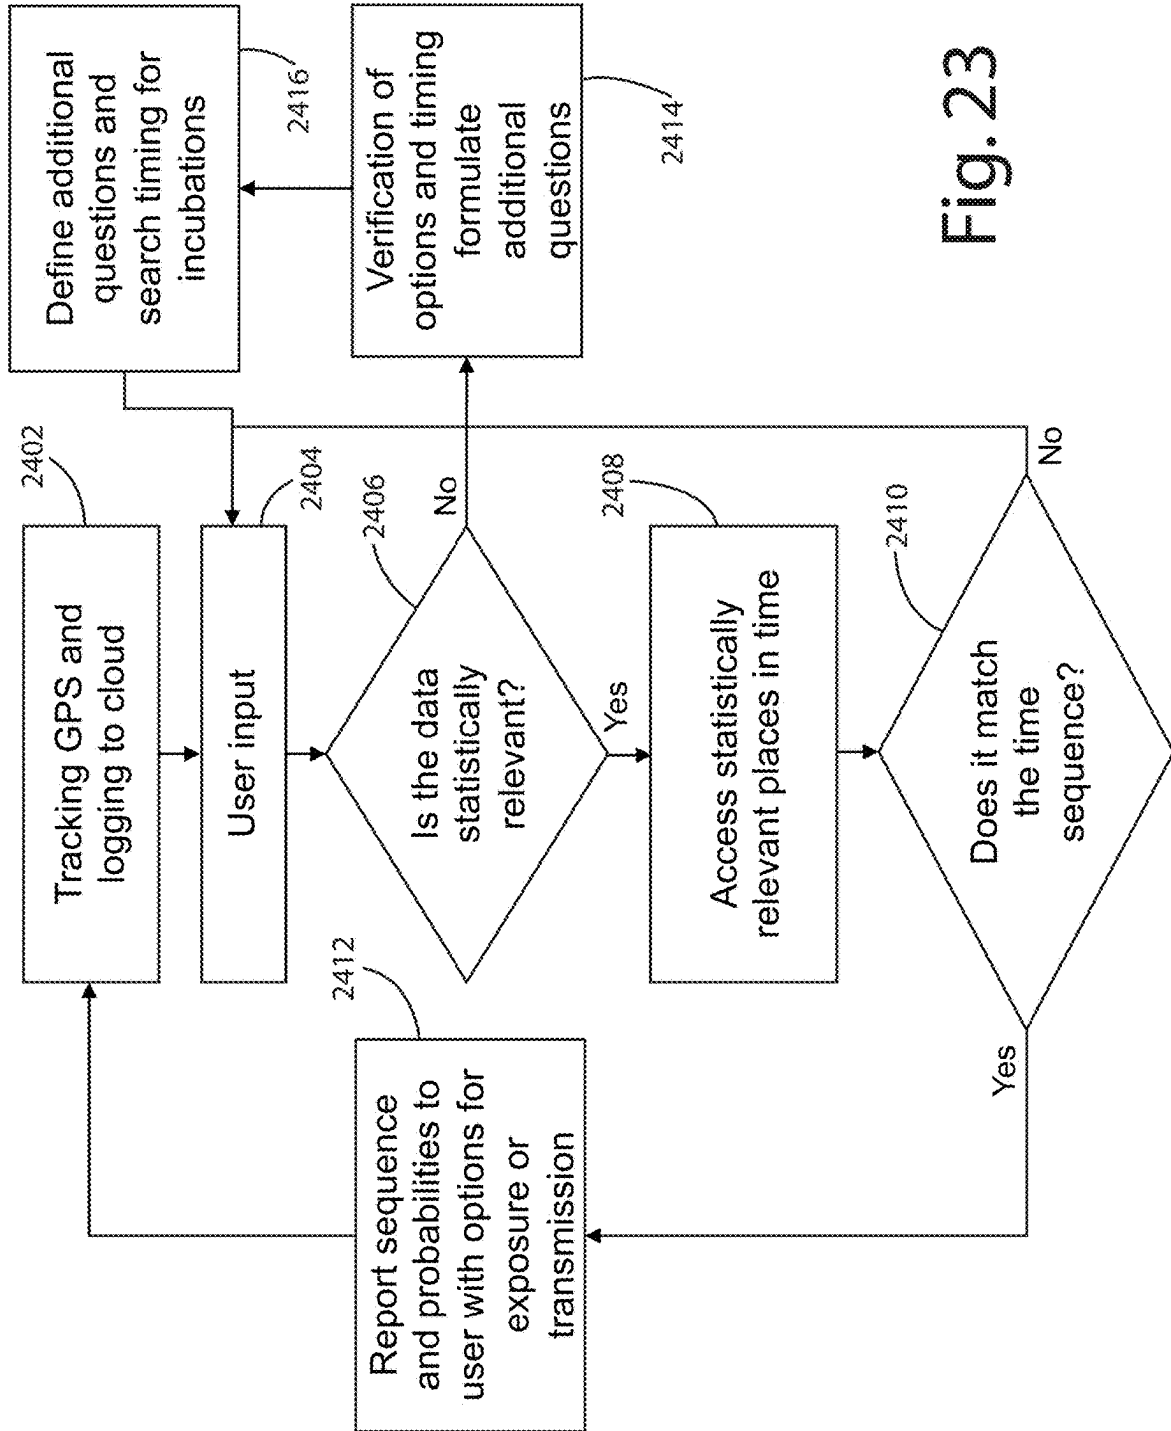 Tracking GPS and
logging to cloud
2402
User input
2404
Is the data
statistically
relevant?
2406
No
Yes
Access statistically
relevant places in time
2408
Does it match
the time
sequence?
2410
No
Yes
Report sequence
and probabilities to
user with options for
exposure or
transmission
2412
Verification of
options and timing
formulate
additional
questions
2414
Define additional
questions and
search timing for
incubations
2416
Fig. 23